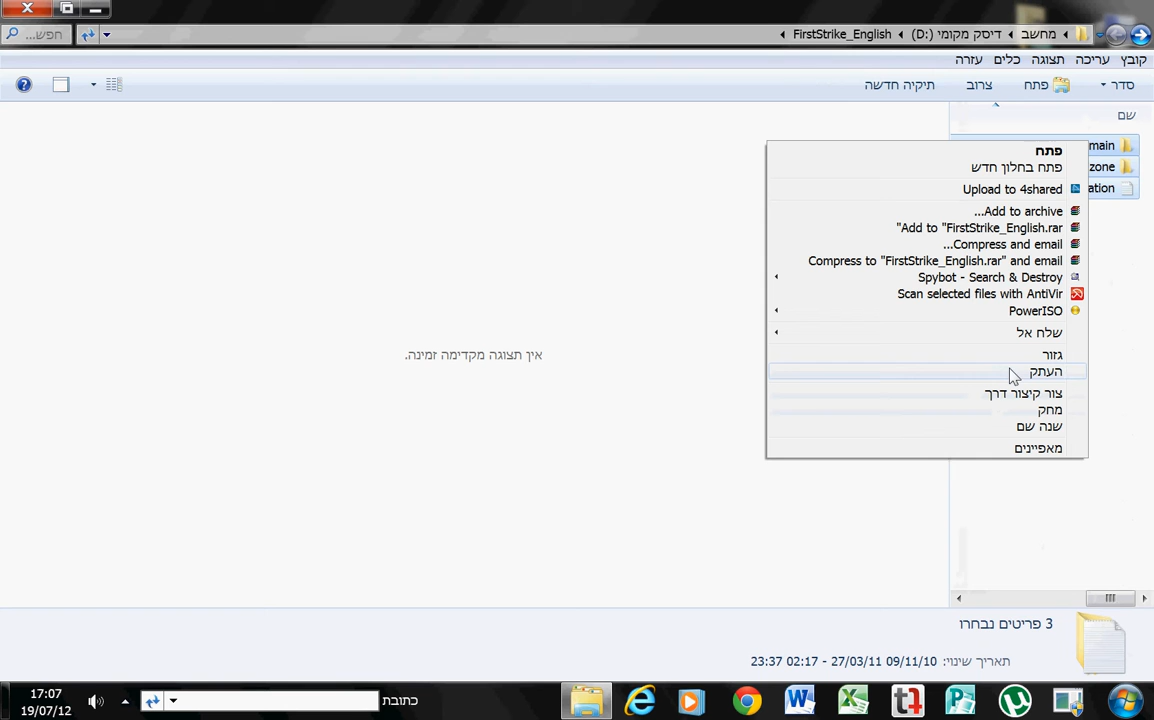 חפש...
מחשב
דיסק מקומי (D:)
FirstStrike_English
קובץ
עריכה
תצוגה
כלים
עזרה
סדר
פתח
צרוב
תיקיה חדשה
שם
main
zone
ation
אין תצוגה מקדימה זמינה.
פתח
פתח בחלון חדש
Upload to 4shared
Add to archive...
Add to "FirstStrike_English.rar"
Compress and email...
Compress to "FirstStrike_English.rar" and email
Spybot - Search & Destroy
Scan selected files with AntiVir
PowerISO
שלח אל
גזור
העתק
צור קיצור דרך
מחק
שנה שם
מאפיינים
3 פריטים נבחרו
תאריך שינוי: 09/11/10 23:37 - 27/03/11 02:17
כתובת
17:07
19/07/12